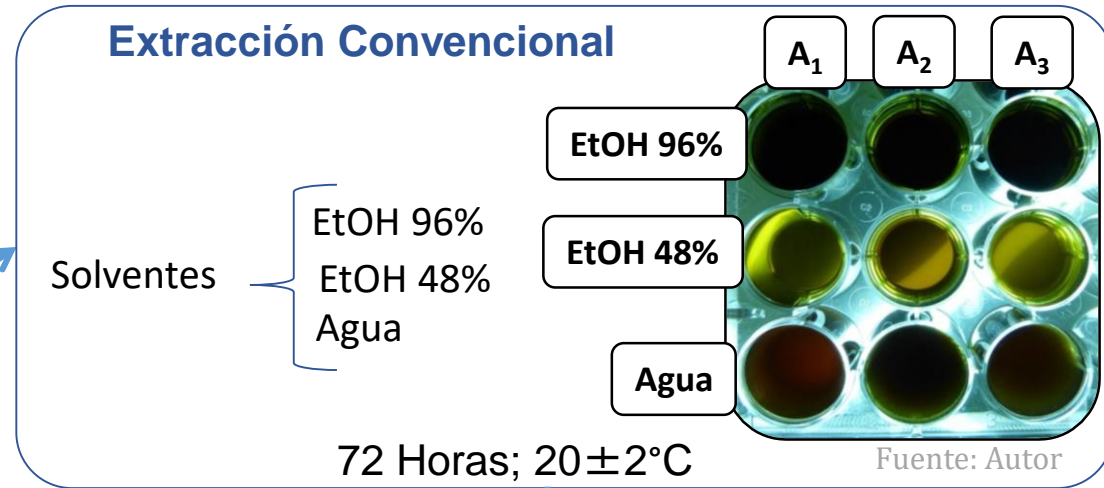 Extracción Convencional
A₁ A₂ A₃
EtOH 96%
EtOH 48%
Agua
Solventes
EtOH 96%
EtOH 48%
Agua
72 Horas; 20±2°C
Fuente: Autor